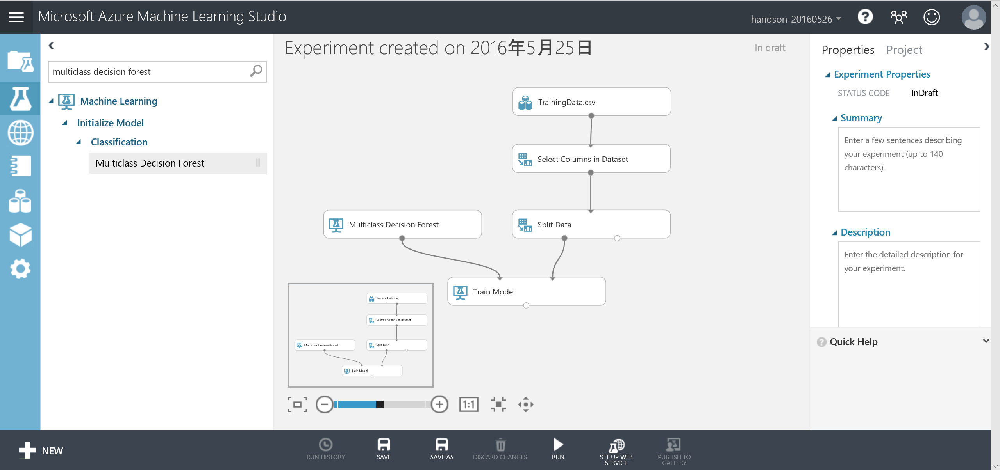 Microsoft Azure Machine Learning Studio
handson-20160526
multiclass decision forest
Machine Learning
Initialize Model
Classification
Multiclass Decision Forest
Experiment created on 2016年5月25日
In draft
TrainingData.csv
Select Columns in Dataset
Multiclass Decision Forest
Split Data
Train Model
TrainingData.csv
Select Columns in Dataset
Multiclass Decision Forest
Split Data
Train Model
1:1
Properties Project
Experiment Properties
STATUS CODE InDraft
Summary
Enter a few sentences describing
your experiment (up to 140
characters).
Description
Enter the detailed description for
your experiment.
Quick Help
NEW
RUN HISTORY
SAVE
SAVE AS
DISCARD CHANGES
RUN
SET UP WEB
SERVICE
PUBLISH TO
GALLERY